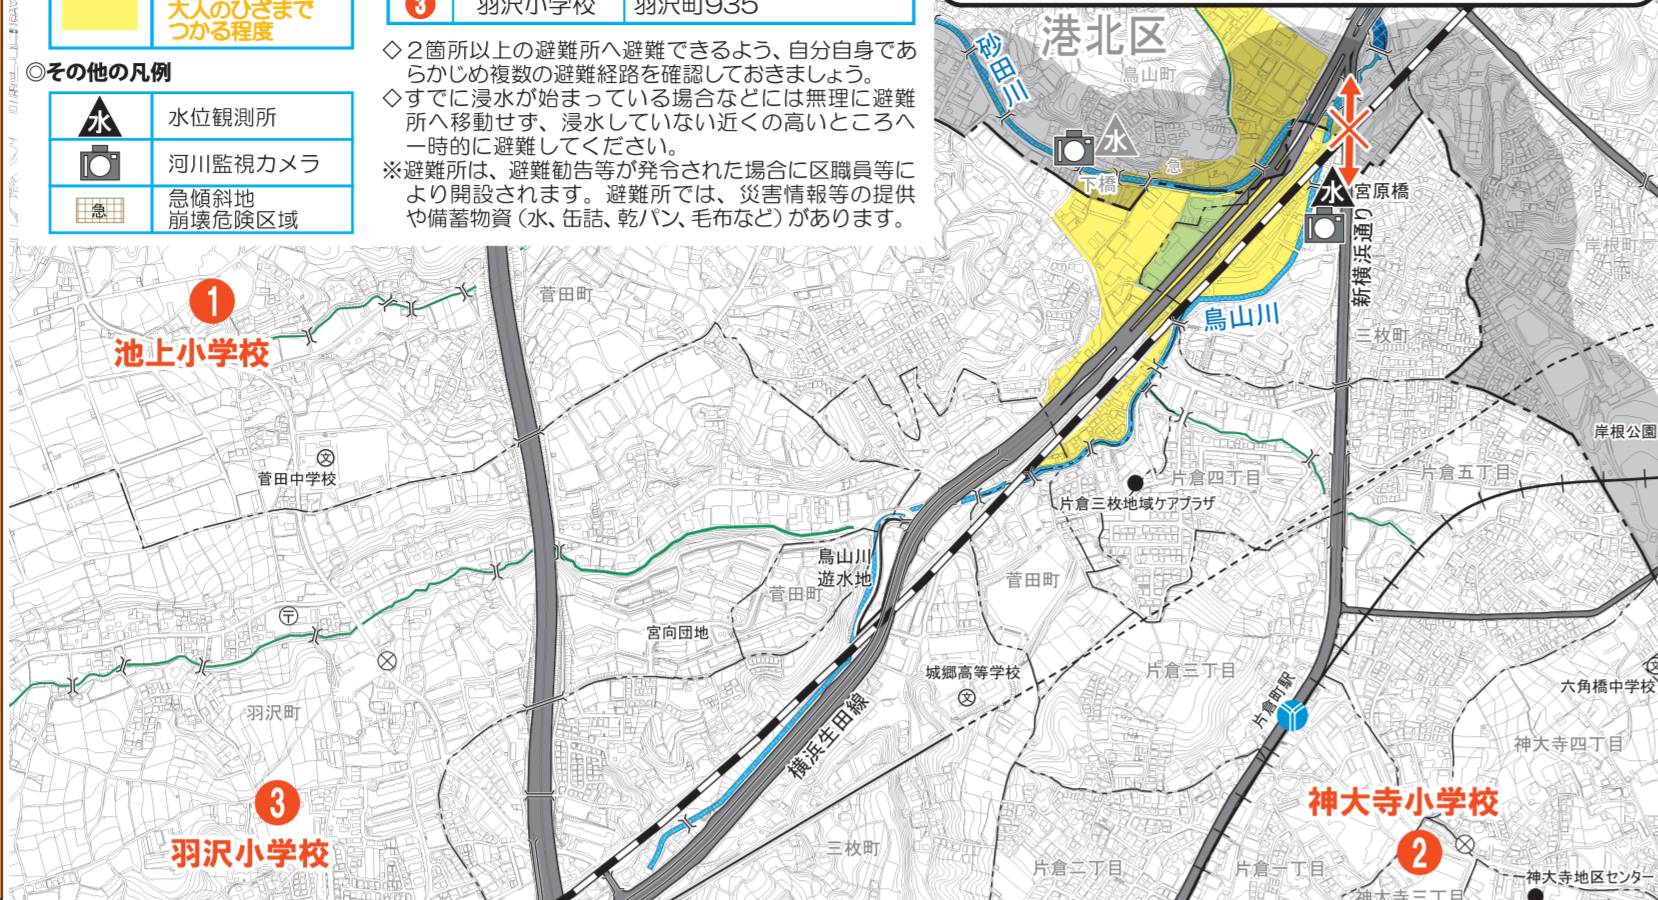 大人のひざまで
つかる程度
◎その他の凡例
水 水位観測所
河川監視カメラ
急 急傾斜地
崩壊危険区域
3 羽沢小学校 羽沢町935
◇2箇所以上の避難所へ避難できるよう、自分自身であ
らかじめ複数の避難経路を確認しておきましょう。
◇すでに浸水が始まっている場合などには無理に避難
所へ移動せず、浸水していない近くの高いところへ
一時的に避難してください。
※避難所は、避難勧告等が発令された場合に区職員等に
より開設されます。避難所では、災害情報等の提供
や備蓄物資(水、缶詰、乾パン、毛布など)があります。
港北区
鳥山町
砂田川
水
下橋
急
水
宮原橋
新横浜通り
岸根町
鳥山川
三枚町
岸根公園
菅田町
1
池上小学校
文
菅田中学校
片倉四丁目
片倉五丁目
片倉三枚地域ケアプラザ
鳥山川
遊水地
菅田町
菅田町
宮向団地
〒
羽沢町
城郷高等学校
文
片倉三丁目
片倉町駅
文
六角橋中学校
神大寺四丁目
横浜生田線
3
羽沢小学校
三枚町
片倉二丁目
片倉一丁目
神大寺小学校
2
神大寺地区センター
神大寺三丁目